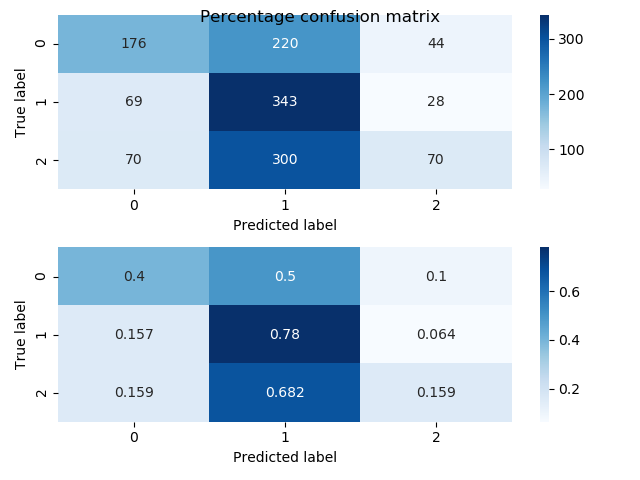 Percentage confusion matrix
True label
0 176 220 44
1 69 343 28
2 70 300 70
0 1 2
Predicted label
300
200
100
True label
0 0.4 0.5 0.1
1 0.157 0.78 0.064
2 0.159 0.682 0.159
0 1 2
Predicted label
0.6
0.4
0.2